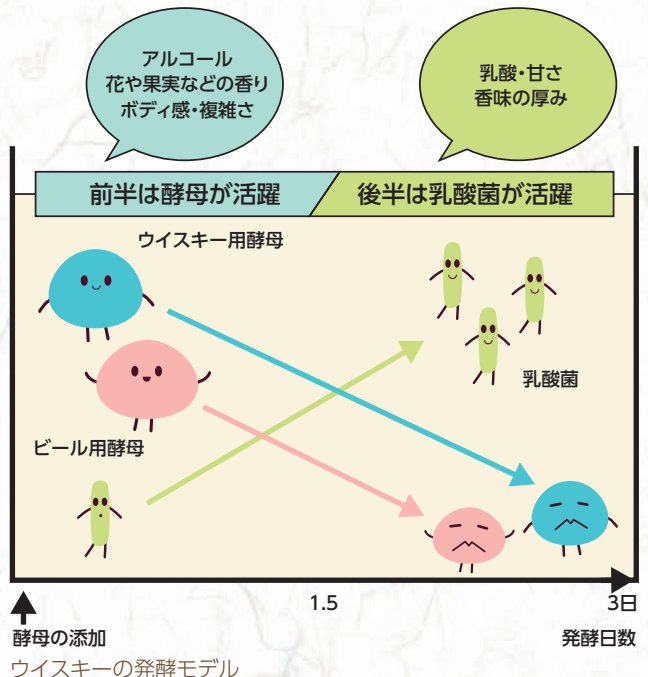 アルコール
花や果実などの香り
ボディ感・複雑さ
乳酸・甘さ
香味の厚み
前半は酵母が活躍
後半は乳酸菌が活躍
ウイスキー用酵母
乳酸菌
ビール用酵母
1.5
3日
酵母の添加
発酵日数
ウイスキーの発酵モデル